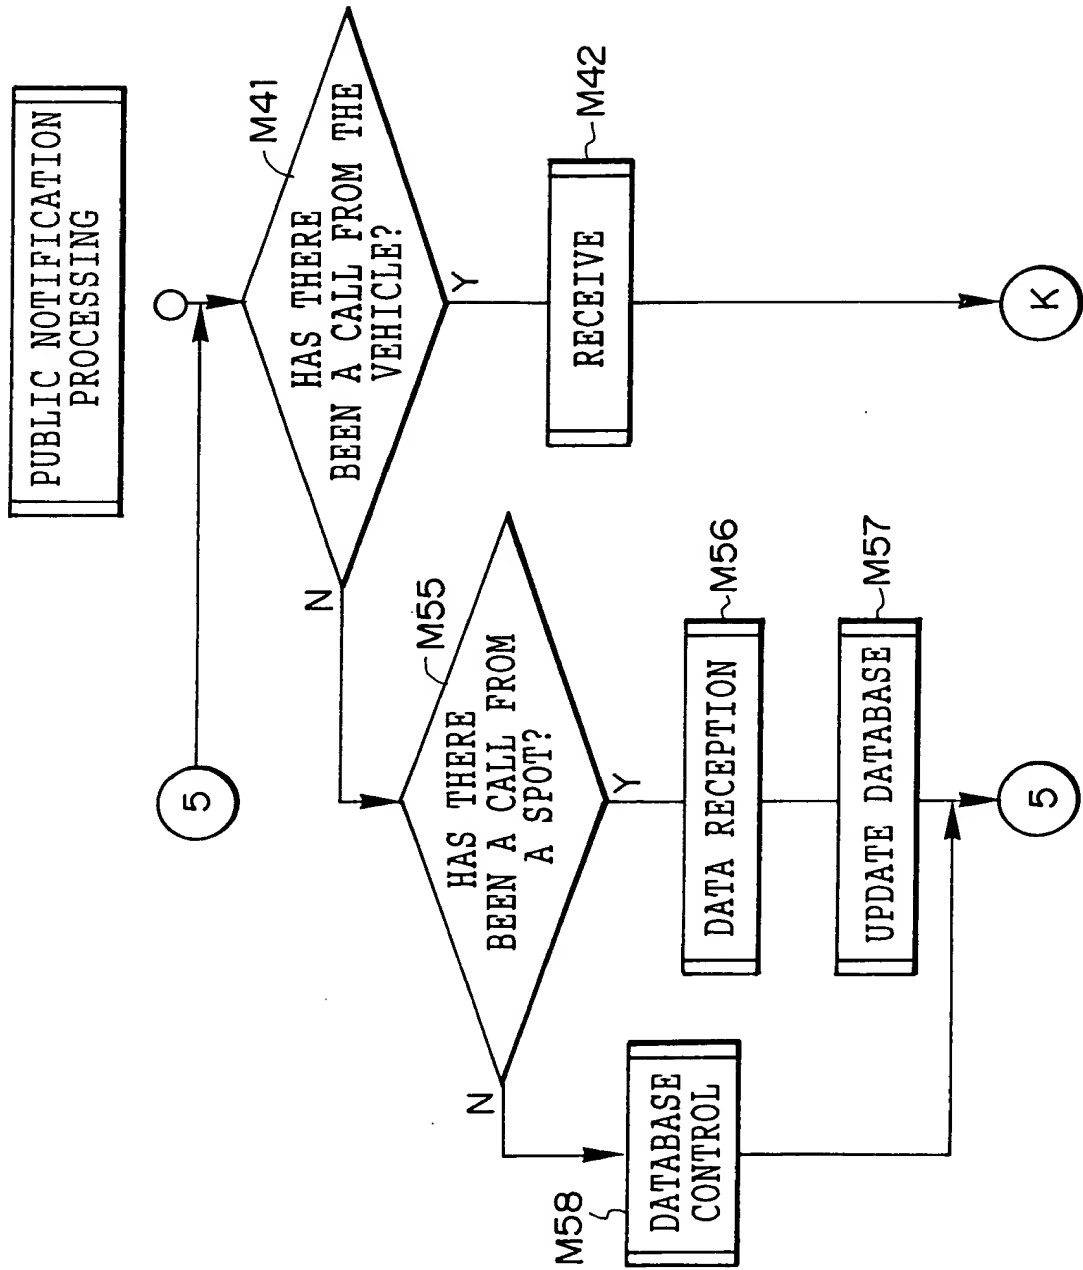 PUBLIC NOTIFICATION
PROCESSING
5
M41
HAS THERE
BEEN A CALL FROM THE
VEHICLE?
N
Y
M42
RECEIVE
K
M55
HAS THERE
BEEN A CALL FROM
A SPOT?
N
Y
M56
DATA RECEPTION
M57
UPDATE DATABASE
M58
DATABASE
CONTROL
5